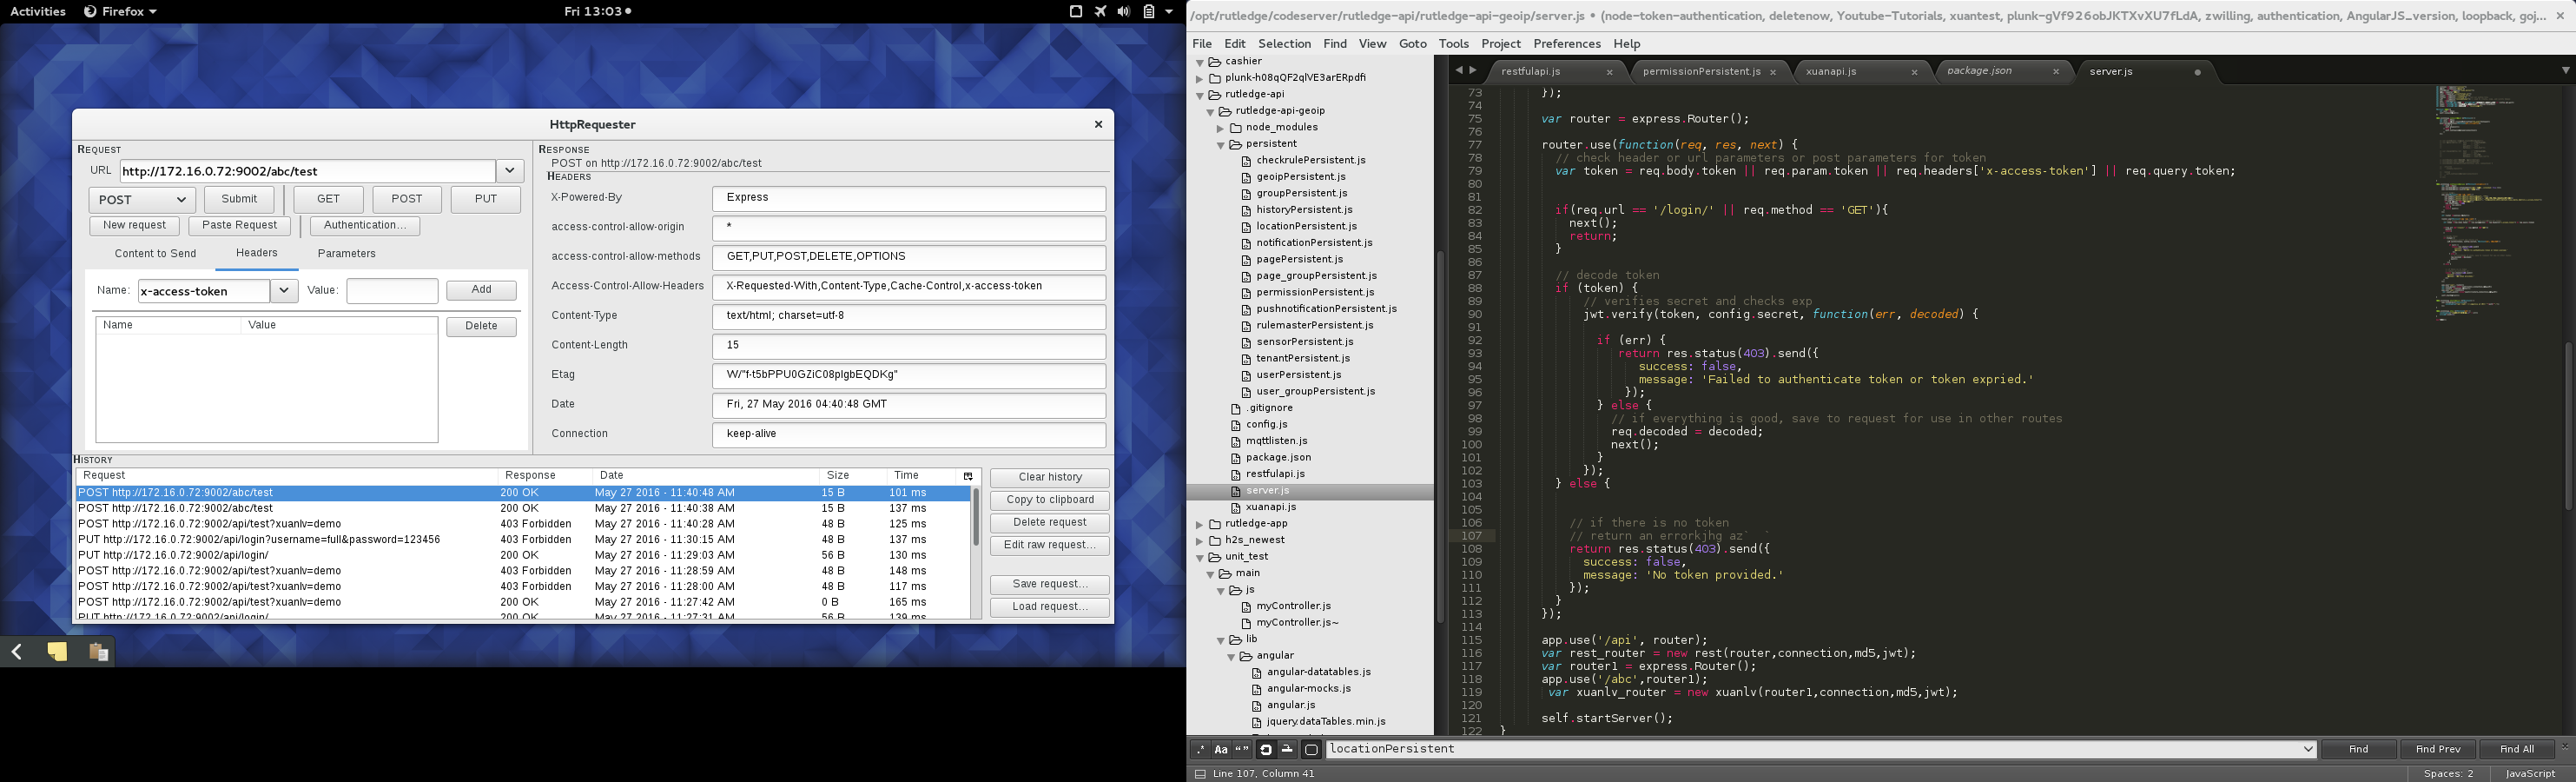 Activities
Firefox
Fri 13:03
HttpRequester
REQUEST
URL
http://172.16.0.72:9002/abc/test
POST
Submit
GET
POST
PUT
New request
Paste Request
Authentication...
Content to Send
Headers
Parameters
Name:
x-access-token
Value:
Add
Name
Value
Delete
RESPONSE
POST on http://172.16.0.72:9002/abc/test
HEADERS
X-Powered-By
Express
access-control-allow-origin
*
access-control-allow-methods
GET,PUT,POST,DELETE,OPTIONS
Access-Control-Allow-Headers
X-Requested-With,Content-Type,Cache-Control,x-access-token
Content-Type
text/html; charset=utf-8
Content-Length
15
Etag
W/"f-t5bPPU0GZiC08pIgbEQDKg"
Date
Fri, 27 May 2016 04:40:48 GMT
Connection
keep-alive
HISTORY
Request Response Date Size Time
POST http://172.16.0.72:9002/abc/test 200 OK May 27 2016 - 11:40:48 AM 15 B 101 ms
POST http://172.16.0.72:9002/abc/test 200 OK May 27 2016 - 11:40:38 AM 15 B 137 ms
POST http://172.16.0.72:9002/api/test?xuanlv=demo 403 Forbidden May 27 2016 - 11:40:28 AM 48 B 125 ms
PUT http://172.16.0.72:9002/api/login?username=full&password=123456 403 Forbidden May 27 2016 - 11:30:15 AM 48 B 137 ms
PUT http://172.16.0.72:9002/api/login/ 200 OK May 27 2016 - 11:29:03 AM 56 B 130 ms
POST http://172.16.0.72:9002/api/test?xuanlv=demo 403 Forbidden May 27 2016 - 11:28:59 AM 48 B 148 ms
POST http://172.16.0.72:9002/api/test?xuanlv=demo 403 Forbidden May 27 2016 - 11:28:00 AM 48 B 117 ms
POST http://172.16.0.72:9002/api/test?xuanlv=demo 200 OK May 27 2016 - 11:27:42 AM 0 B 165 ms
PUT http://172.16.0.72:9002/api/login/ 200 OK May 27 2016 - 11:27:31 AM 56 B 139 ms
Clear history
Copy to clipboard
Delete request
Edit raw request...
Save request...
Load request...
/opt/rutledge/codeserver/rutledge-api/rutledge-api-geoip/server.js • (node-token-authentication, deletenow, Youtube-Tutorials, xuantest, plunk-gVf926obJKTXvXU7fLdA, zwilling, authentication, AngularJS_version, loopback, goj...
File Edit Selection Find View Goto Tools Project Preferences Help
cashier
plunk-h08qQF2qlVE3arERpdfi
rutledge-api
rutledge-api-geoip
node_modules
persistent
checkrulePersistent.js
geoipPersistent.js
groupPersistent.js
historyPersistent.js
locationPersistent.js
notificationPersistent.js
pagePersistent.js
page_groupPersistent.js
permissionPersistent.js
pushnotificationPersistent.js
rulemasterPersistent.js
sensorPersistent.js
tenantPersistent.js
userPersistent.js
user_groupPersistent.js
.gitignore
config.js
mqttlisten.js
package.json
restfulapi.js
server.js
xuanapi.js
rutledge-app
h2s_newest
unit_test
main
js
myController.js
myController.js~
lib
angular
angular-datatables.js
angular-mocks.js
angular.js
jquery.dataTables.min.js
restfulapi.js
permissionPersistent.js
xuanapi.js
package.json
server.js
73 });
74
75 var router = express.Router();
76
77 router.use(function(req, res, next) {
78 // check header or url parameters or post parameters for token
79 var token = req.body.token || req.param.token || req.headers['x-access-token'] || req.query.token;
80
81
82 if(req.url == '/login/' || req.method == 'GET'){
83 next();
84 return;
85 }
86
87 // decode token
88 if (token) {
89 // verifies secret and checks exp
90 jwt.verify(token, config.secret, function(err, decoded) {
91
92 if (err) {
93 return res.status(403).send({
94 success: false,
95 message: 'Failed to authenticate token or token expried.'
96 });
97 } else {
98 // if everything is good, save to request for use in other routes
99 req.decoded = decoded;
100 next();
101 }
102 });
103 } else {
104
105
106 // if there is no token
107 // return an errorkjhg az` `
108 return res.status(403).send({
109 success: false,
110 message: 'No token provided.'
111 });
112 }
113 });
114
115 app.use('/api', router);
116 var rest_router = new rest(router,connection,md5,jwt);
117 var router1 = express.Router();
118 app.use('/abc',router1);
119 var xuanlv_router = new xuanlv(router1,connection,md5,jwt);
120
121 self.startServer();
122 }
.* Aa “ ”
locationPersistent
Find
Find Prev
Find All
Line 107, Column 41
Spaces: 2
JavaScript